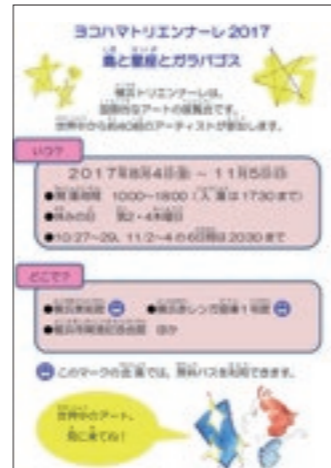 ヨコハマトリエンナーレ 2017
島と星座とガラパゴス
横浜トリエンナーレは、
国際的なアートの展覧会です。
世界中から約40組のアーティストが参加します。
いつ?
2017年8月4日(金) ~ 11月5日(日)
●開場時間 10:00~18:00 (入場は17:30まで)
●休みの日 第2・4木曜日
●10/27~29、11/2~4の6日間は20:30まで
どこで?
●横浜美術館 ●横浜赤レンガ倉庫1号館
●横浜市開港記念会館 ほか
このマークの会場では、無料バスを利用できます。
世界中のアート、
見に来てね!